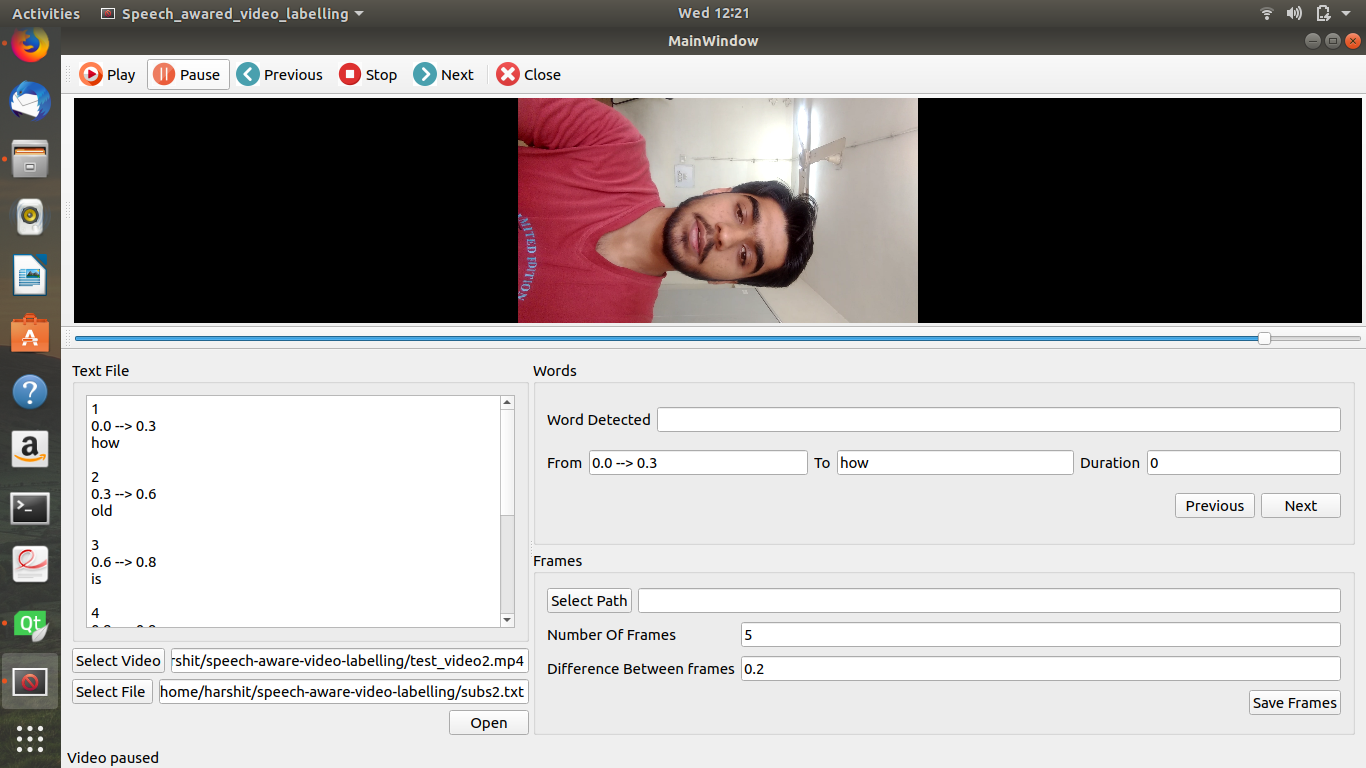 Activities Speech_awared_video_labelling Wed 12:21
MainWindow
Play Pause Previous Stop Next Close
LIMITED EDITION
Text File
1
0.0 --> 0.3
how
2
0.3 --> 0.6
old
3
0.6 --> 0.8
is
4
Select Video rshit/speech-aware-video-labelling/test_video2.mp4
Select File home/harshit/speech-aware-video-labelling/subs2.txt
Open
Words
Word Detected
From 0.0 --> 0.3 To how Duration 0
Previous Next
Frames
Select Path
Number Of Frames 5
Difference Between frames 0.2
Save Frames
Video paused